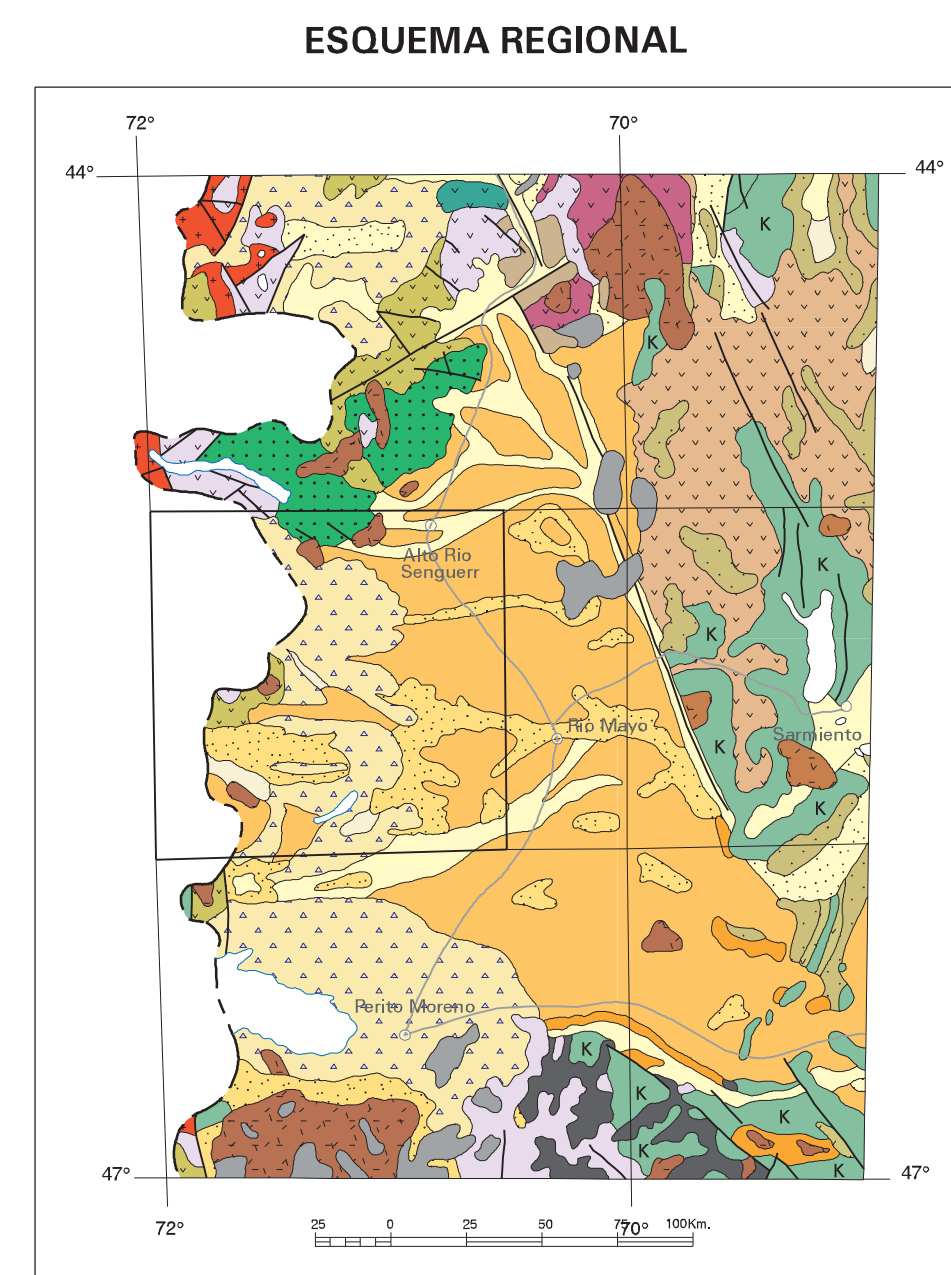 ESQUEMA REGIONAL
72° 70°
44° 44°
K
K
Alto Rio
Senguerr
K
K
Rio Mayo
Sarmiento
K
K
Perito Moreno
K
K
K
K
K
47° 47°
72° 70°
25 0 25 50 75 100Km.